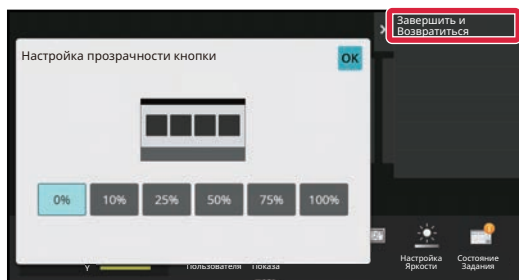 Завершить и
Возвратиться
Настройка прозрачности кнопки
OK
0% 10% 25% 50% 75% 100%
Настройка
Яркости
Состояние
Задания
Y
Пользователя Показа